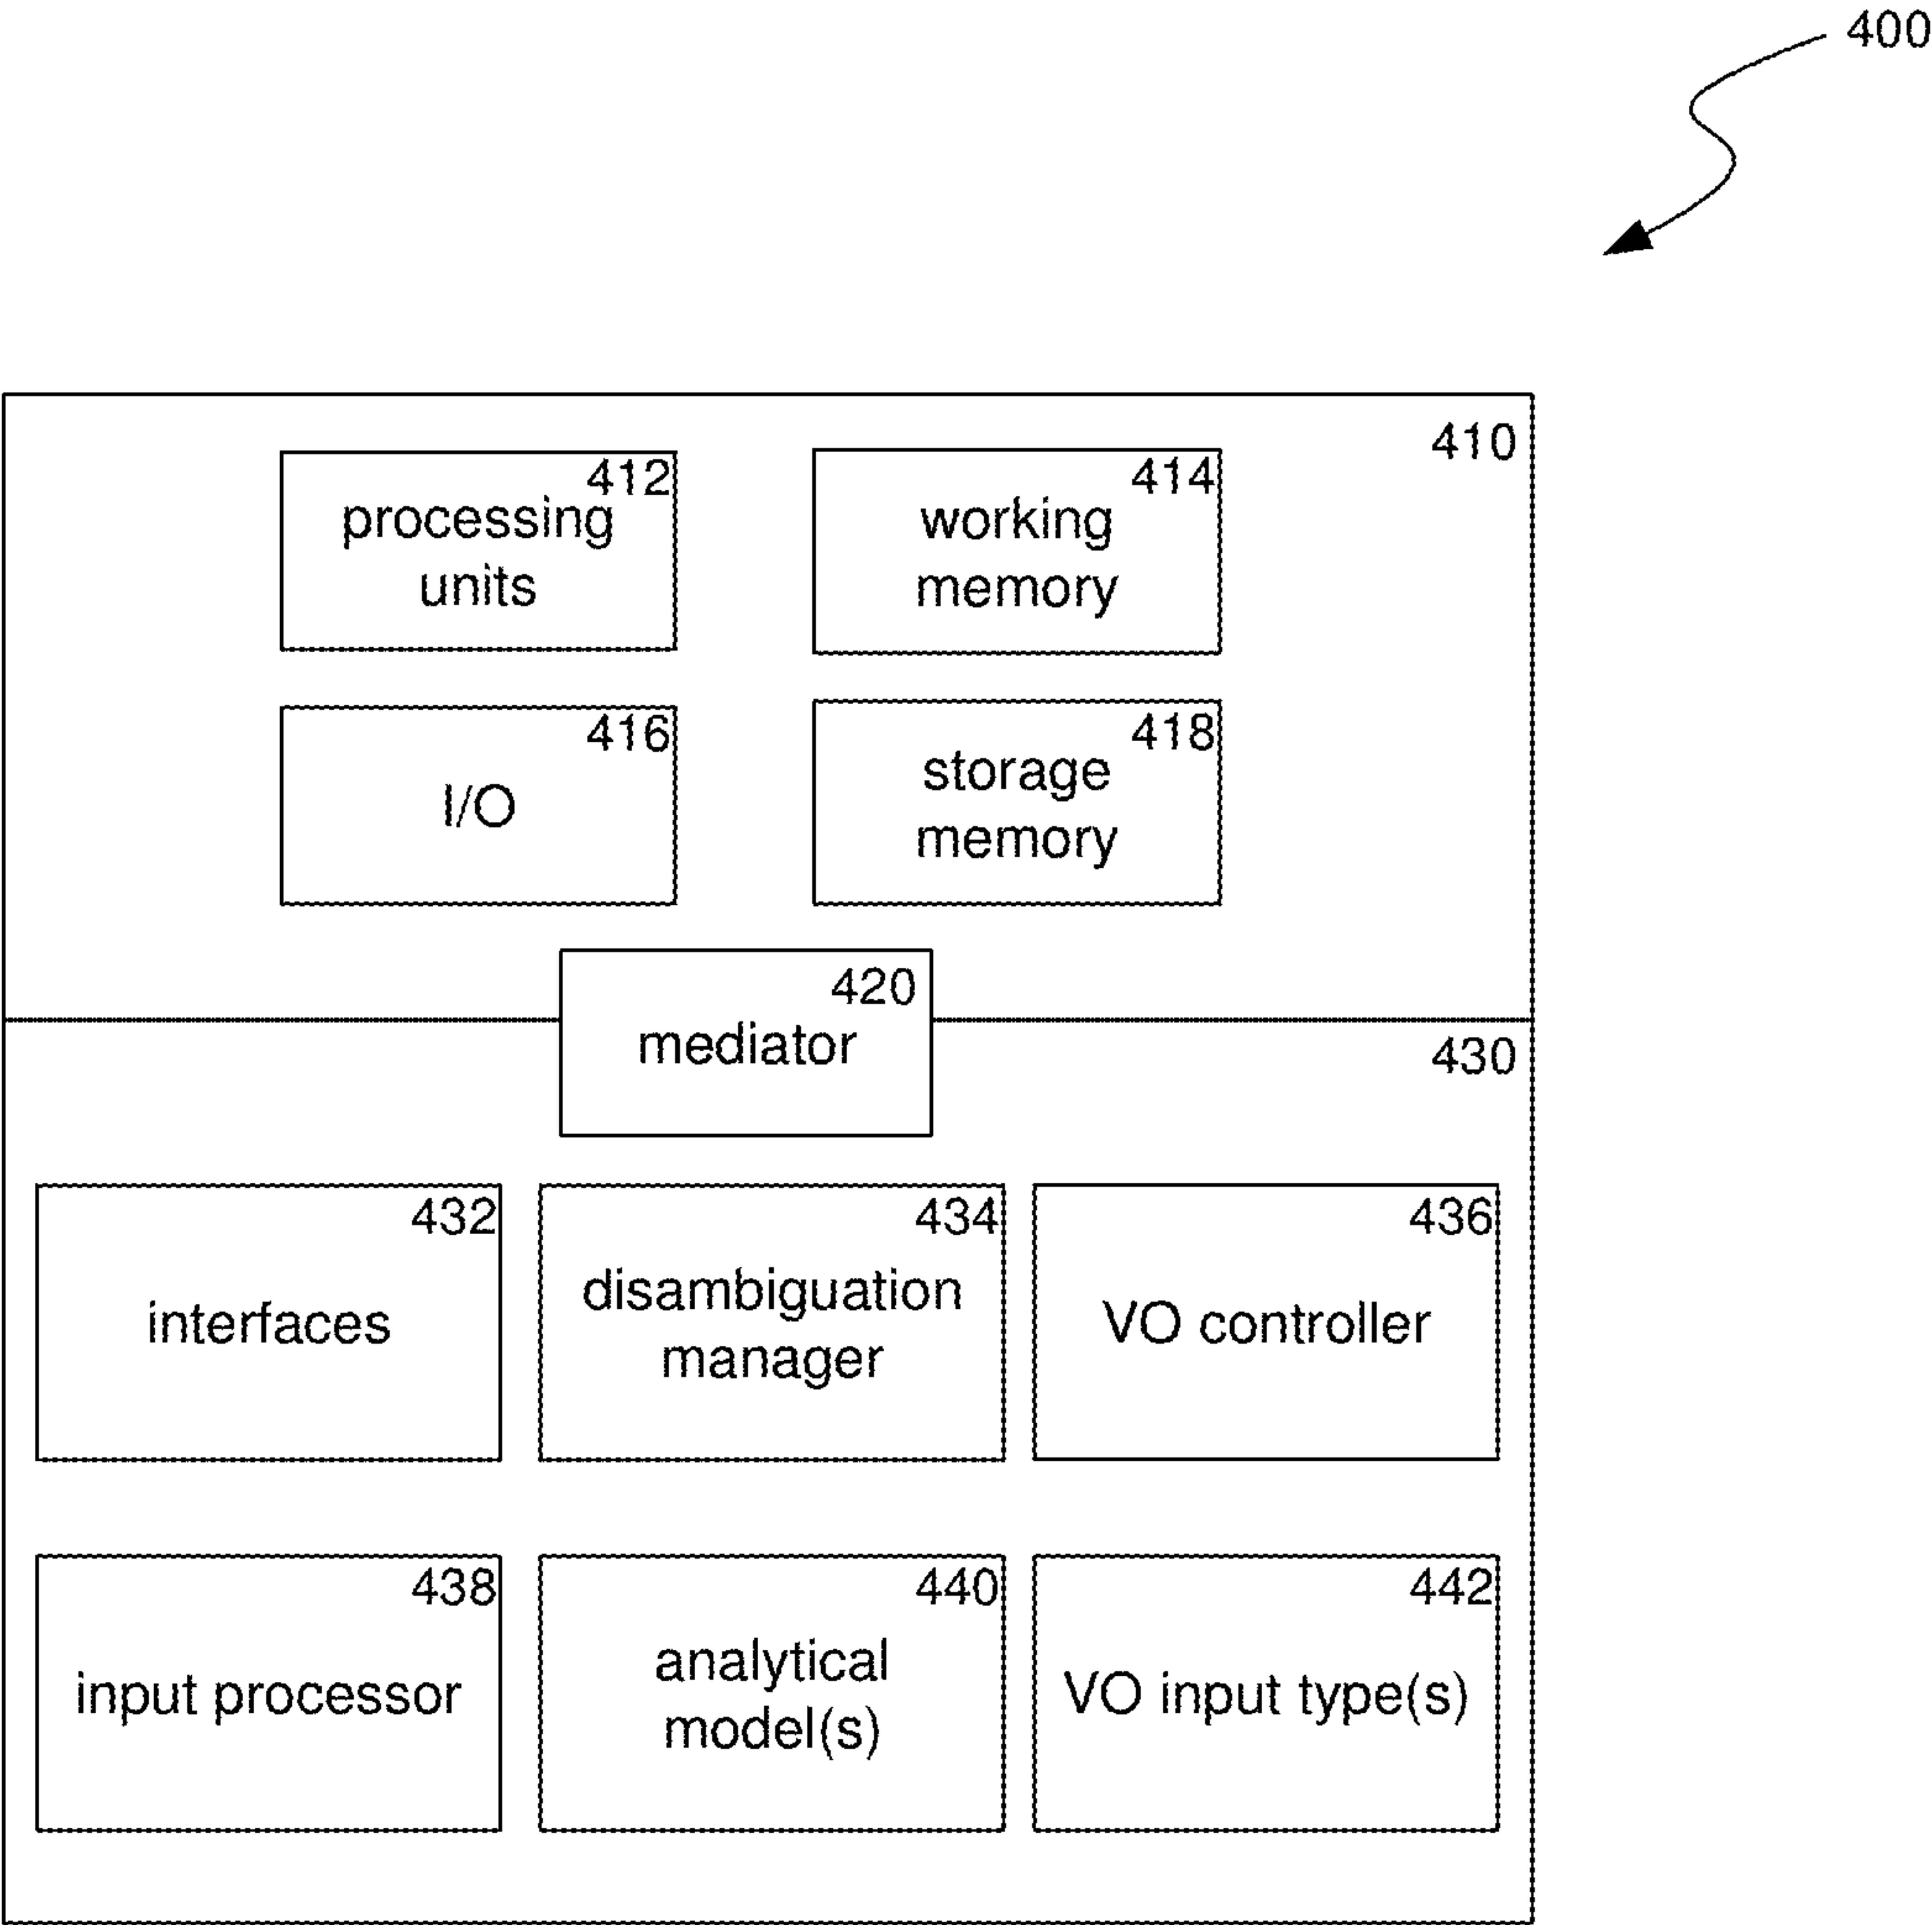 400
410
412
processing
units
414
working
memory
416
I/O
418
storage
memory
420
mediator
430
432
interfaces
434
disambiguation
manager
436
VO controller
438
input processor
440
analytical
model(s)
442
VO input type(s)